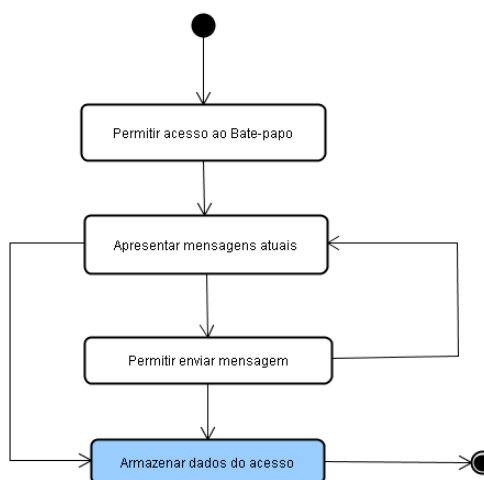 Permitir acesso ao Bate-papo
Apresentar mensagens atuais
Permitir enviar mensagem
Armazenar dados do acesso